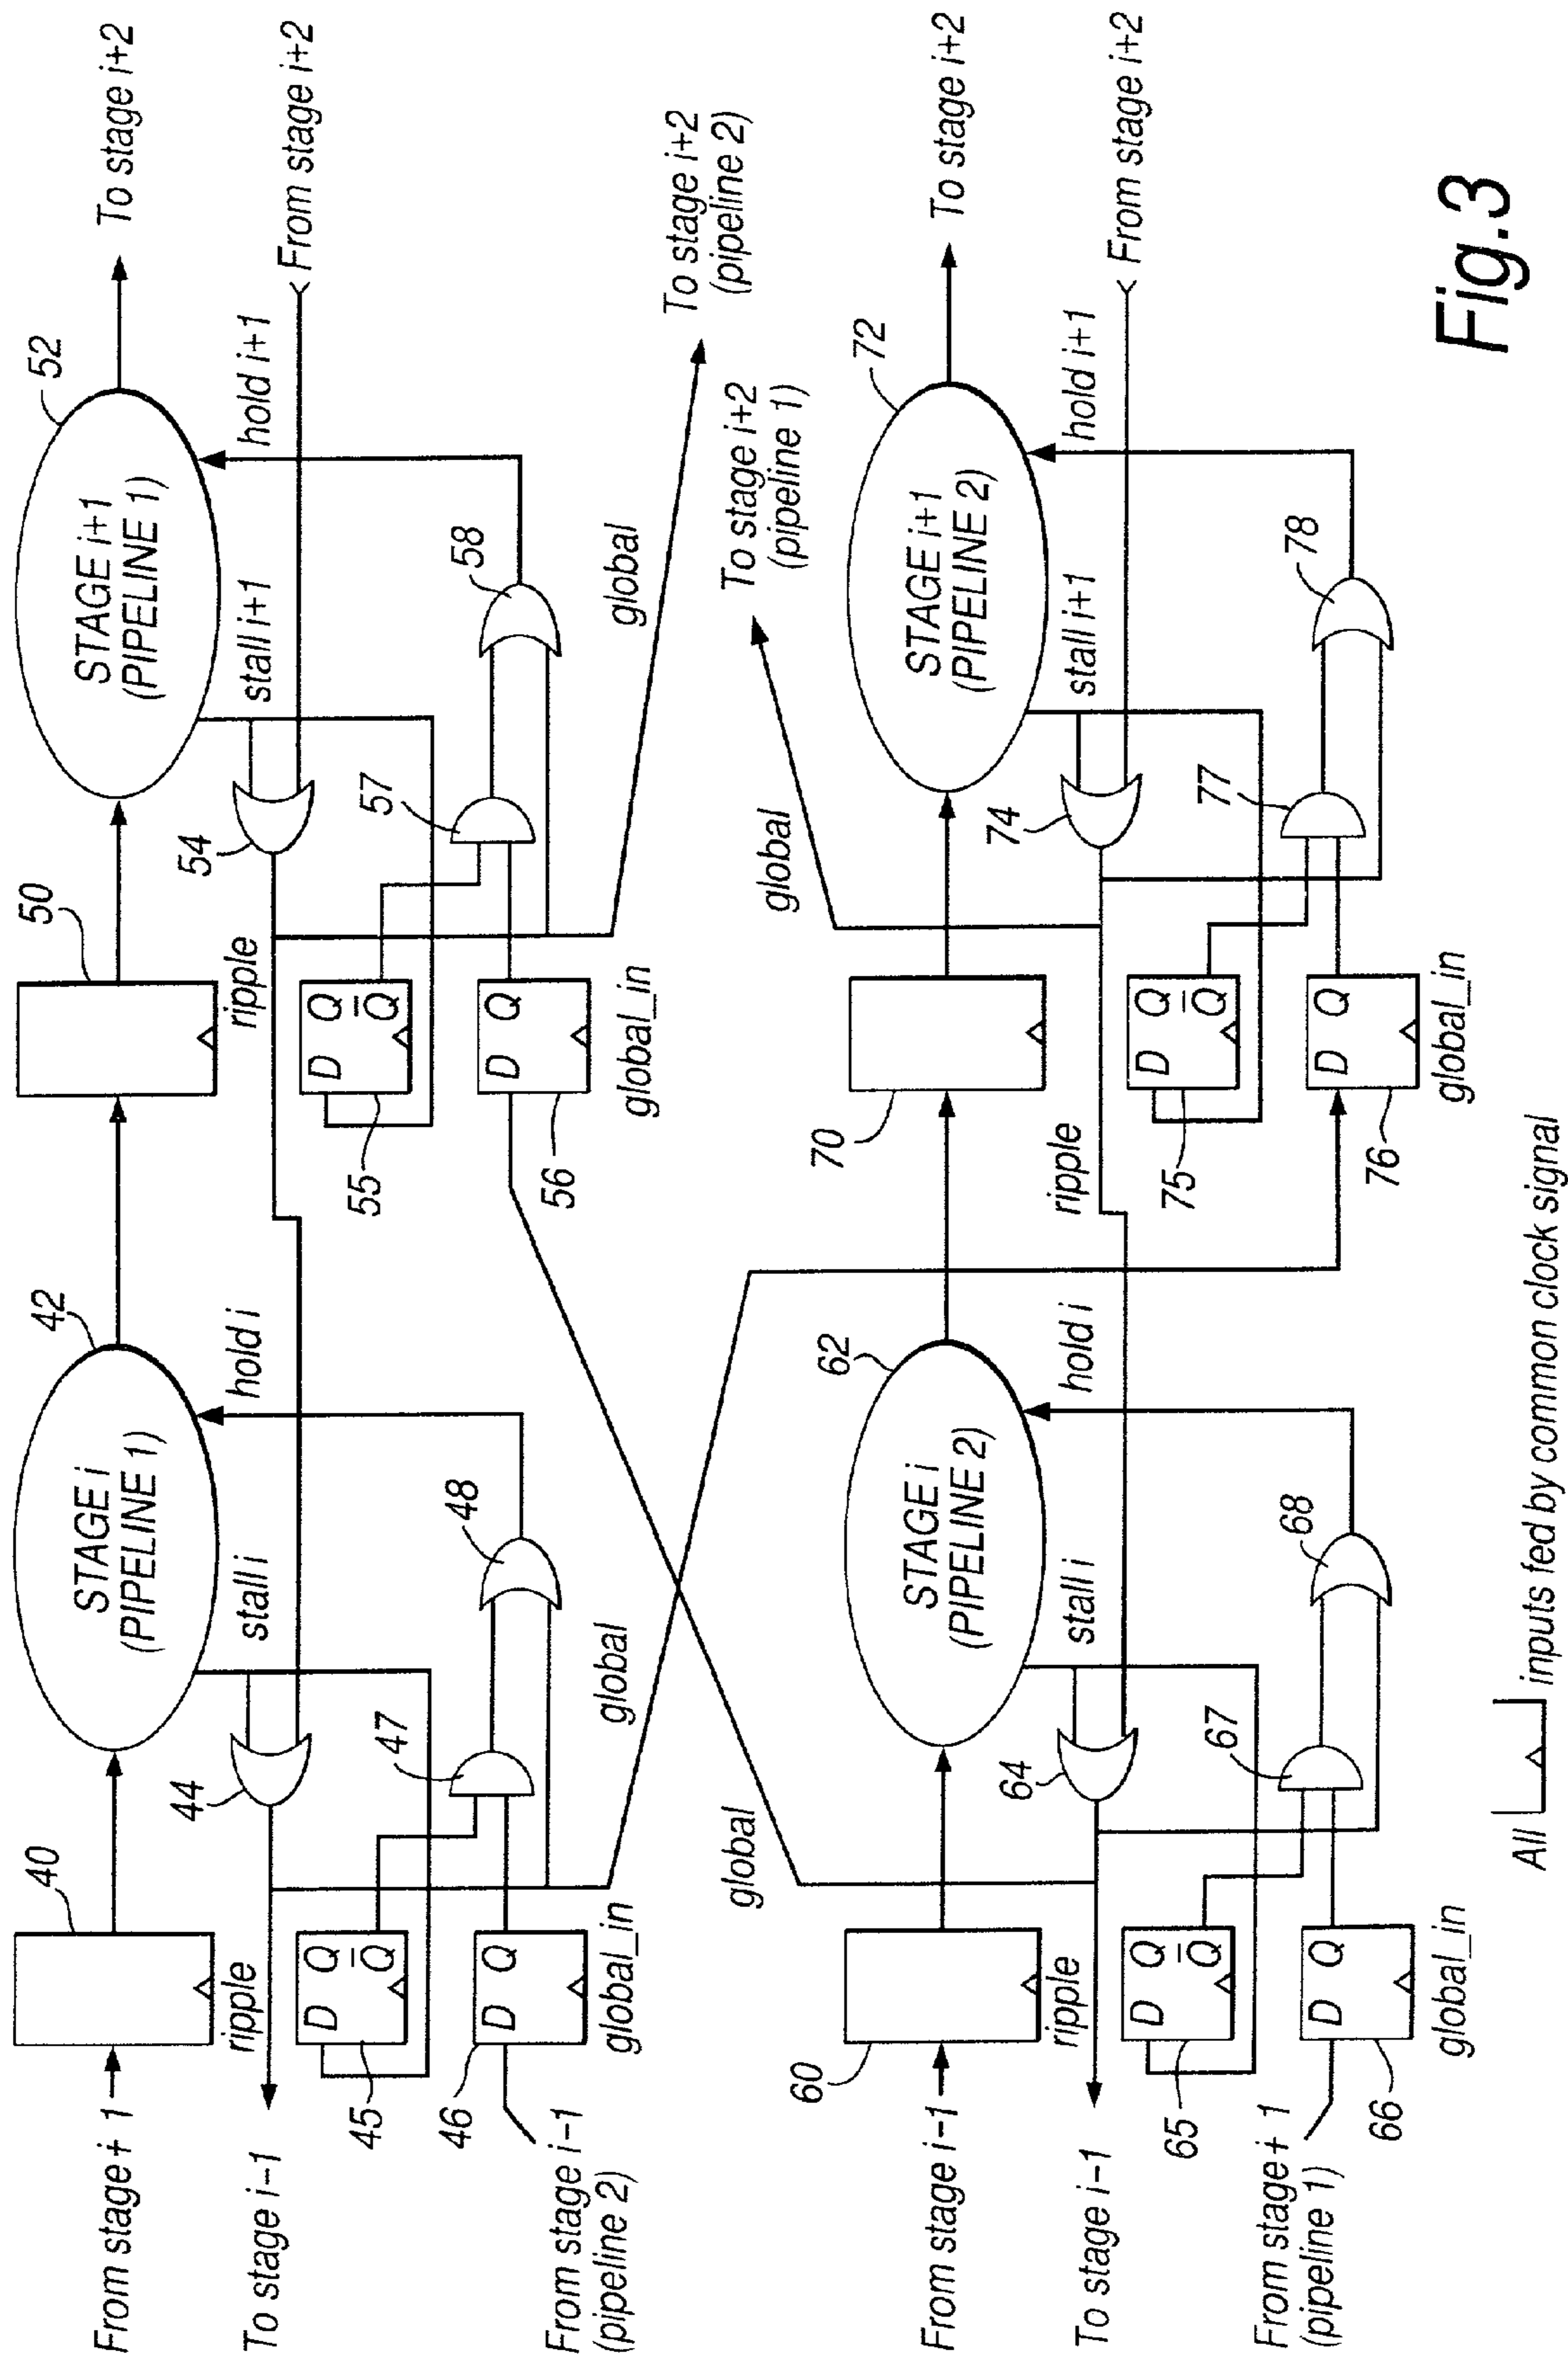 From stage i– 1
40
42
STAGE i
(PIPELINE 1)
50
52
STAGE i+1
(PIPELINE 1)
To stage i+2
To stage i–1
ripple
44
stall i
hold i
ripple
54
stall i+1
hold i+1
From stage i+2
D Q
Q
45
47
48
D Q
Q
55
57
58
From stage i–1
(pipeline 2)
46
D Q
global_in
global
56
D Q
global_in
global
To stage i+2
(pipeline 2)
global
global
To stage i+2
(pipeline 1)
From stage i–1
60
62
STAGE i
(PIPELINE 2)
70
72
STAGE i+1
(PIPELINE 2)
To stage i+2
To stage i–1
ripple
64
stall i
hold i
ripple
74
stall i+1
hold i+1
From stage i+2
D Q
Q
65
67
68
D Q
Q
75
77
78
From stage i– 1
(pipeline 1)
66
D Q
global_in
76
D Q
global_in
All inputs fed by common clock signal
Fig.3